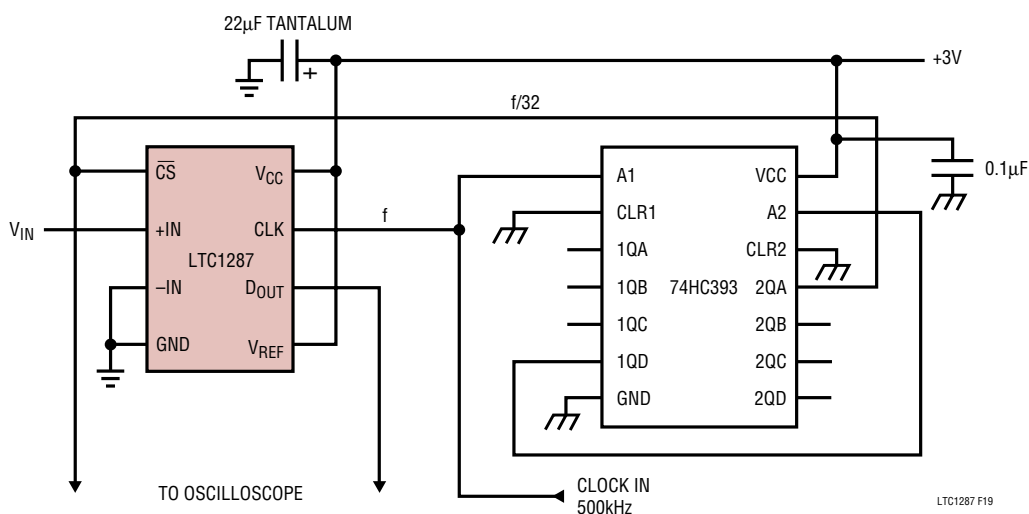 22µF TANTALUM
+
+3V
f/32
C̅S̅
VCC
A1
VCC
0.1µF
VIN
+IN
CLK
f
CLR1
A2
LTC1287
1QA
CLR2
–IN
DOUT
1QB
74HC393
2QA
1QC
2QB
GND
VREF
1QD
2QC
GND
2QD
TO OSCILLOSCOPE
CLOCK IN
500kHz
LTC1287 F19